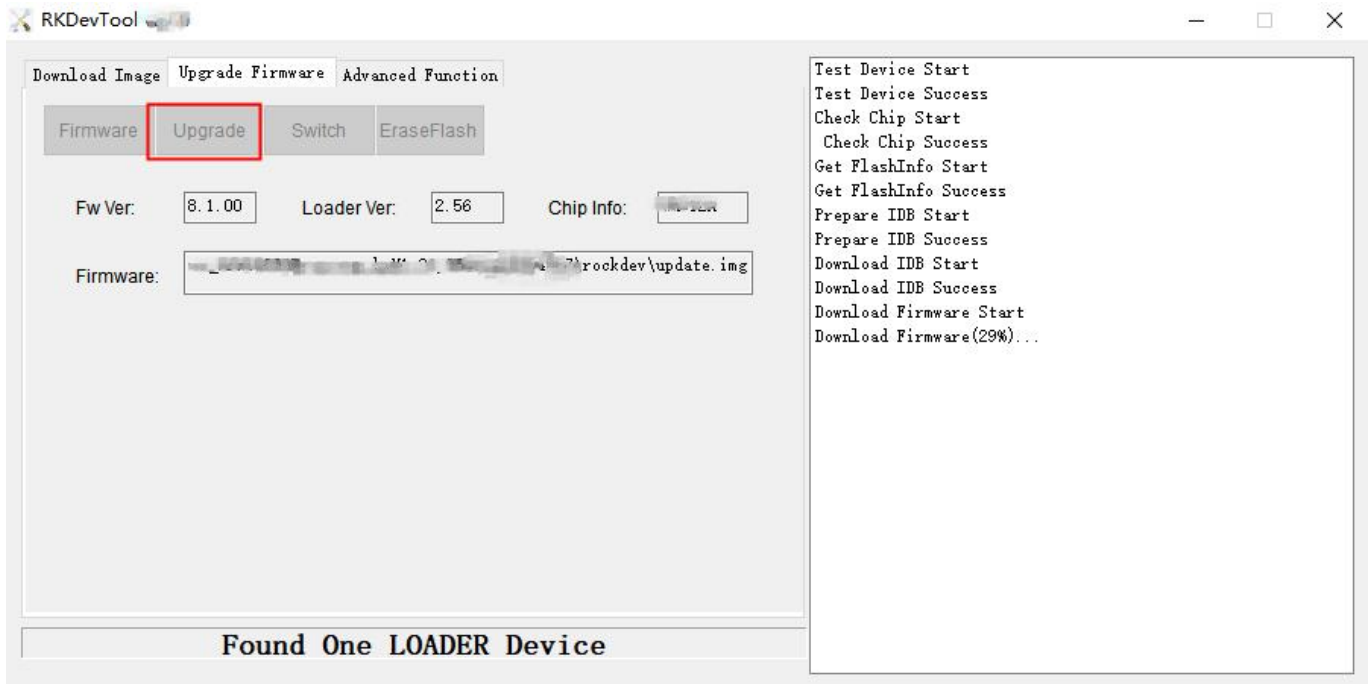 RKDevTool
Download Image Upgrade Firmware Advanced Function
Firmware Upgrade Switch EraseFlash
Fw Ver: 8.1.00 Loader Ver: 2.56 Chip Info:
Firmware: \rockdev\update.img
Found One LOADER Device
Test Device Start
Test Device Success
Check Chip Start
Check Chip Success
Get FlashInfo Start
Get FlashInfo Success
Prepare IDB Start
Prepare IDB Success
Download IDB Start
Download IDB Success
Download Firmware Start
Download Firmware(29%)...